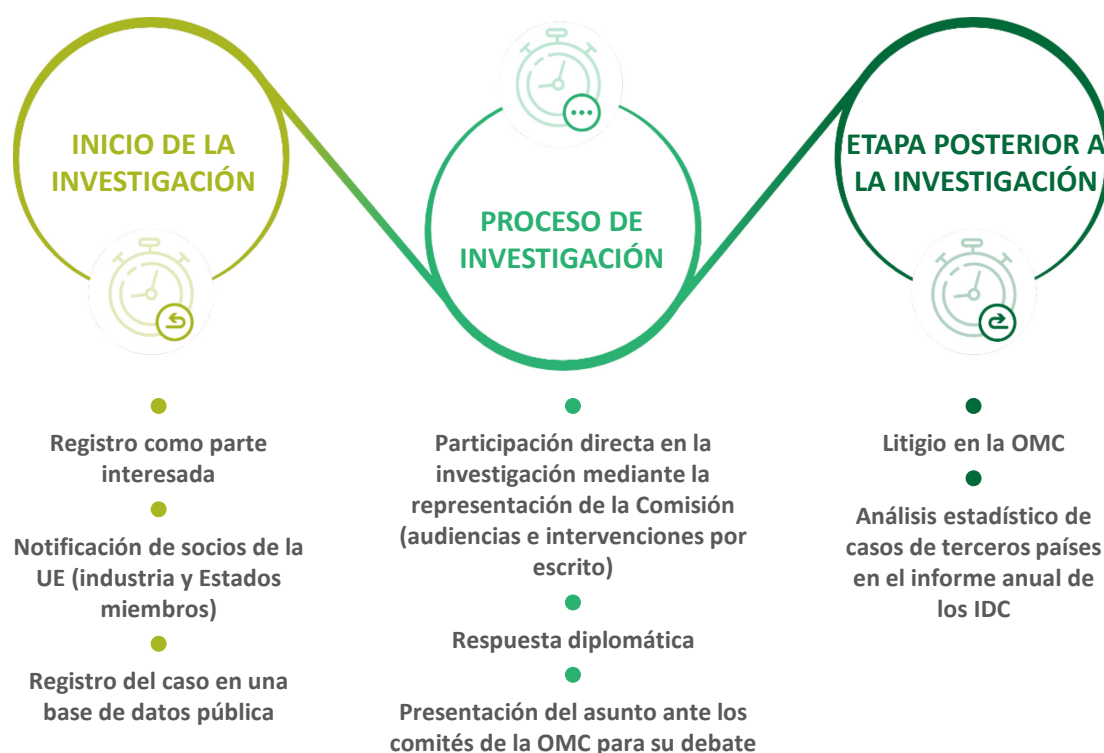 INICIO DE LA
INVESTIGACIÓN
Registro como parte
interesada
Notificación de socios de la
UE (industria y Estados
miembros)
Registro del caso en una
base de datos pública
PROCESO DE
INVESTIGACIÓN
Participación directa en la
investigación mediante la
representación de la Comisión
(audiencias e intervenciones por
escrito)
Respuesta diplomática
Presentación del asunto ante los
comités de la OMC para su debate
ETAPA POSTERIOR A
LA INVESTIGACIÓN
Litigio en la OMC
Análisis estadístico de
casos de terceros países
en el informe anual de
los IDC